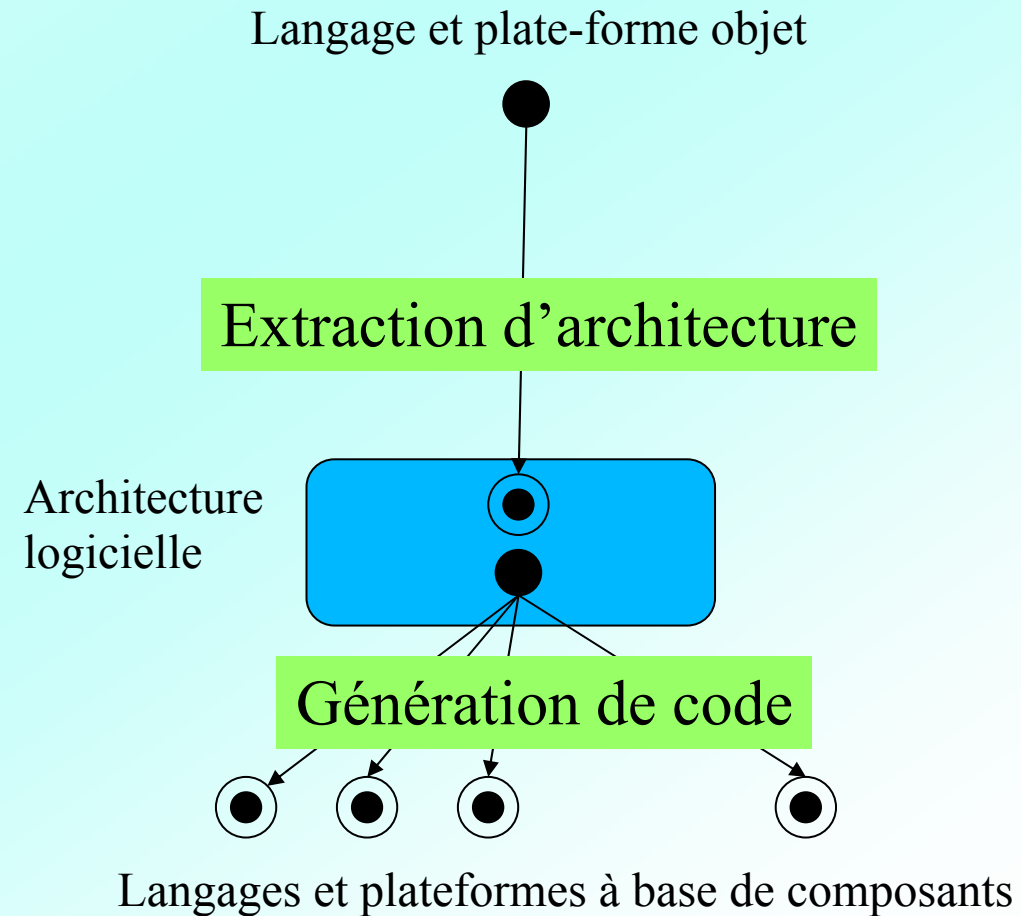 Langage et plate-forme objet
Extraction d’architecture
Architecture
logicielle
Génération de code
Langages et plateformes à base de composants